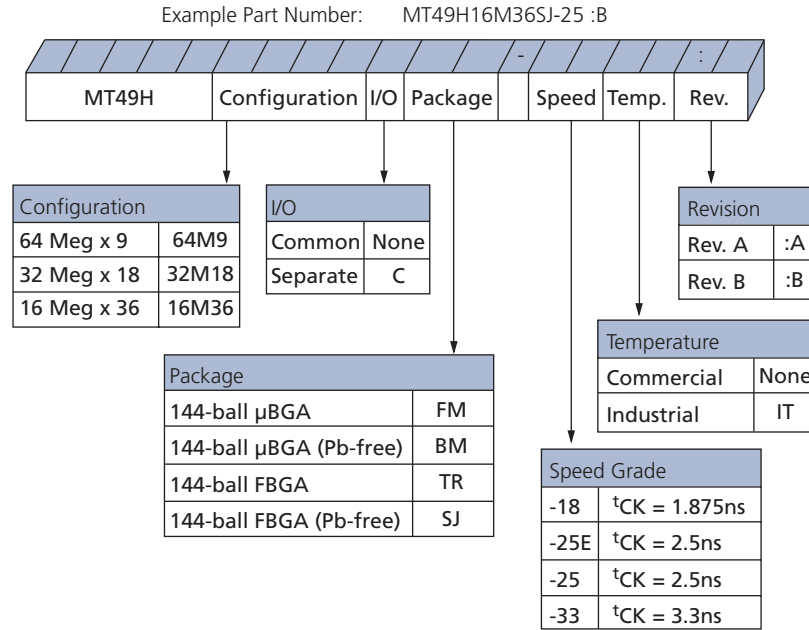 Example Part Number: MT49H16M36SJ-25 :B
- :
MT49H Configuration I/O Package Speed Temp. Rev.
Configuration
64 Meg x 9 64M9
32 Meg x 18 32M18
16 Meg x 36 16M36
I/O
Common None
Separate C
Revision
Rev. A :A
Rev. B :B
Temperature
Commercial None
Industrial IT
Package
144-ball µBGA FM
144-ball µBGA (Pb-free) BM
144-ball FBGA TR
144-ball FBGA (Pb-free) SJ
Speed Grade
-18 tCK = 1.875ns
-25E tCK = 2.5ns
-25 tCK = 2.5ns
-33 tCK = 3.3ns